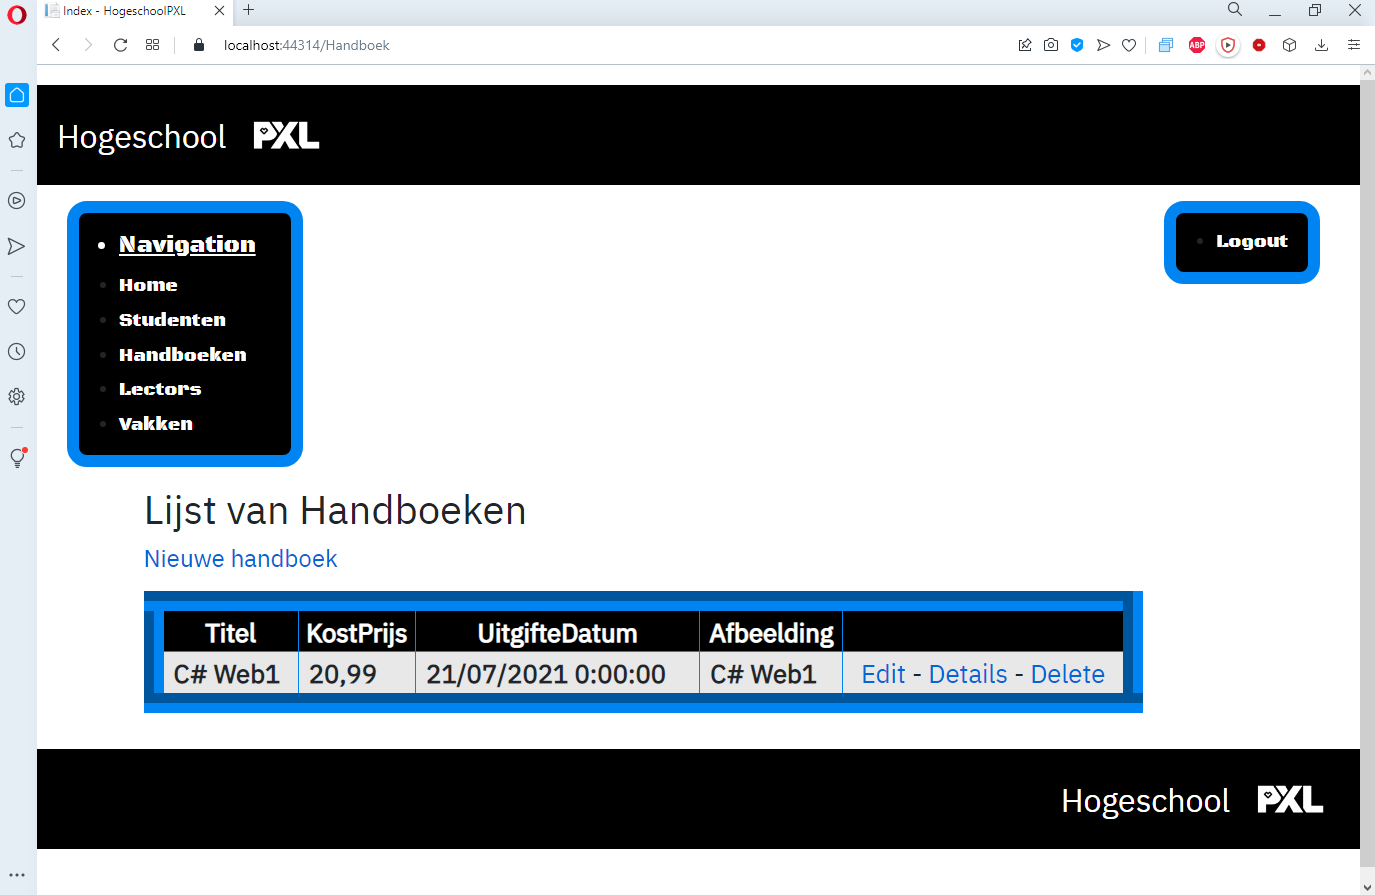 Index - HogeschoolPXL
localhost:44314/Handboek
ABP
Hogeschool PXL
Navigation
Home
Studenten
Handboeken
Lectors
Vakken
Logout
Lijst van Handboeken
Nieuwe handboek
Titel KostPrijs UitgifteDatum Afbeelding
C# Web1 20,99 21/07/2021 0:00:00 C# Web1 Edit - Details - Delete
Hogeschool PXL